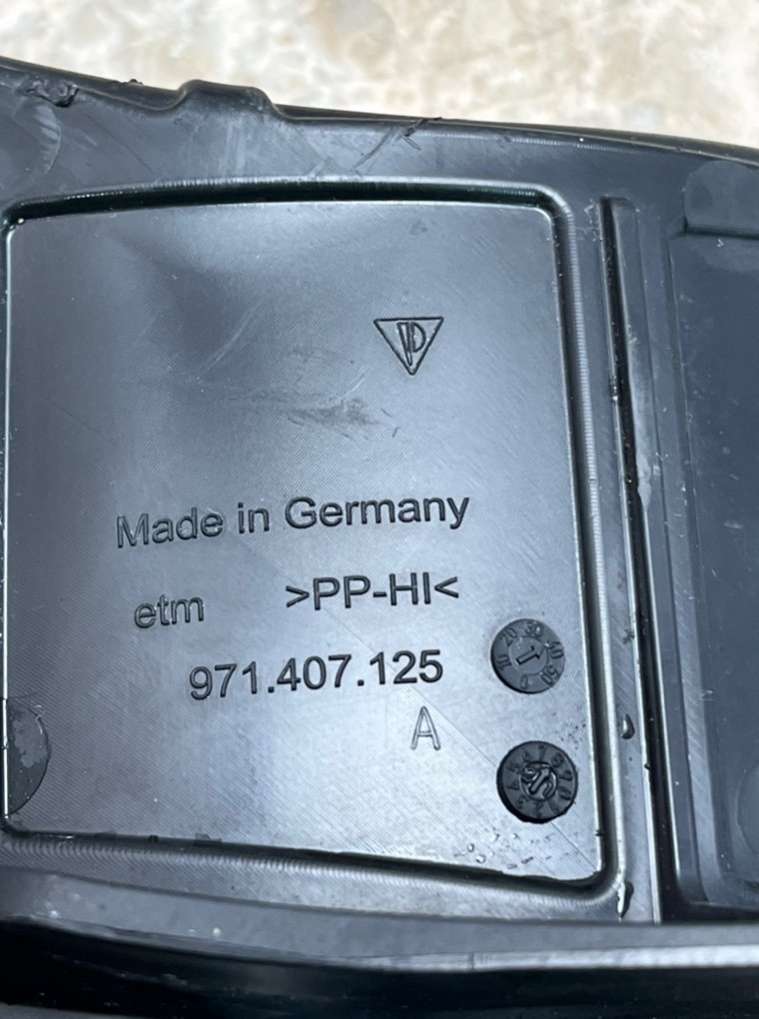 Made in Germany
etm >PP-HI<
971.407.125
A